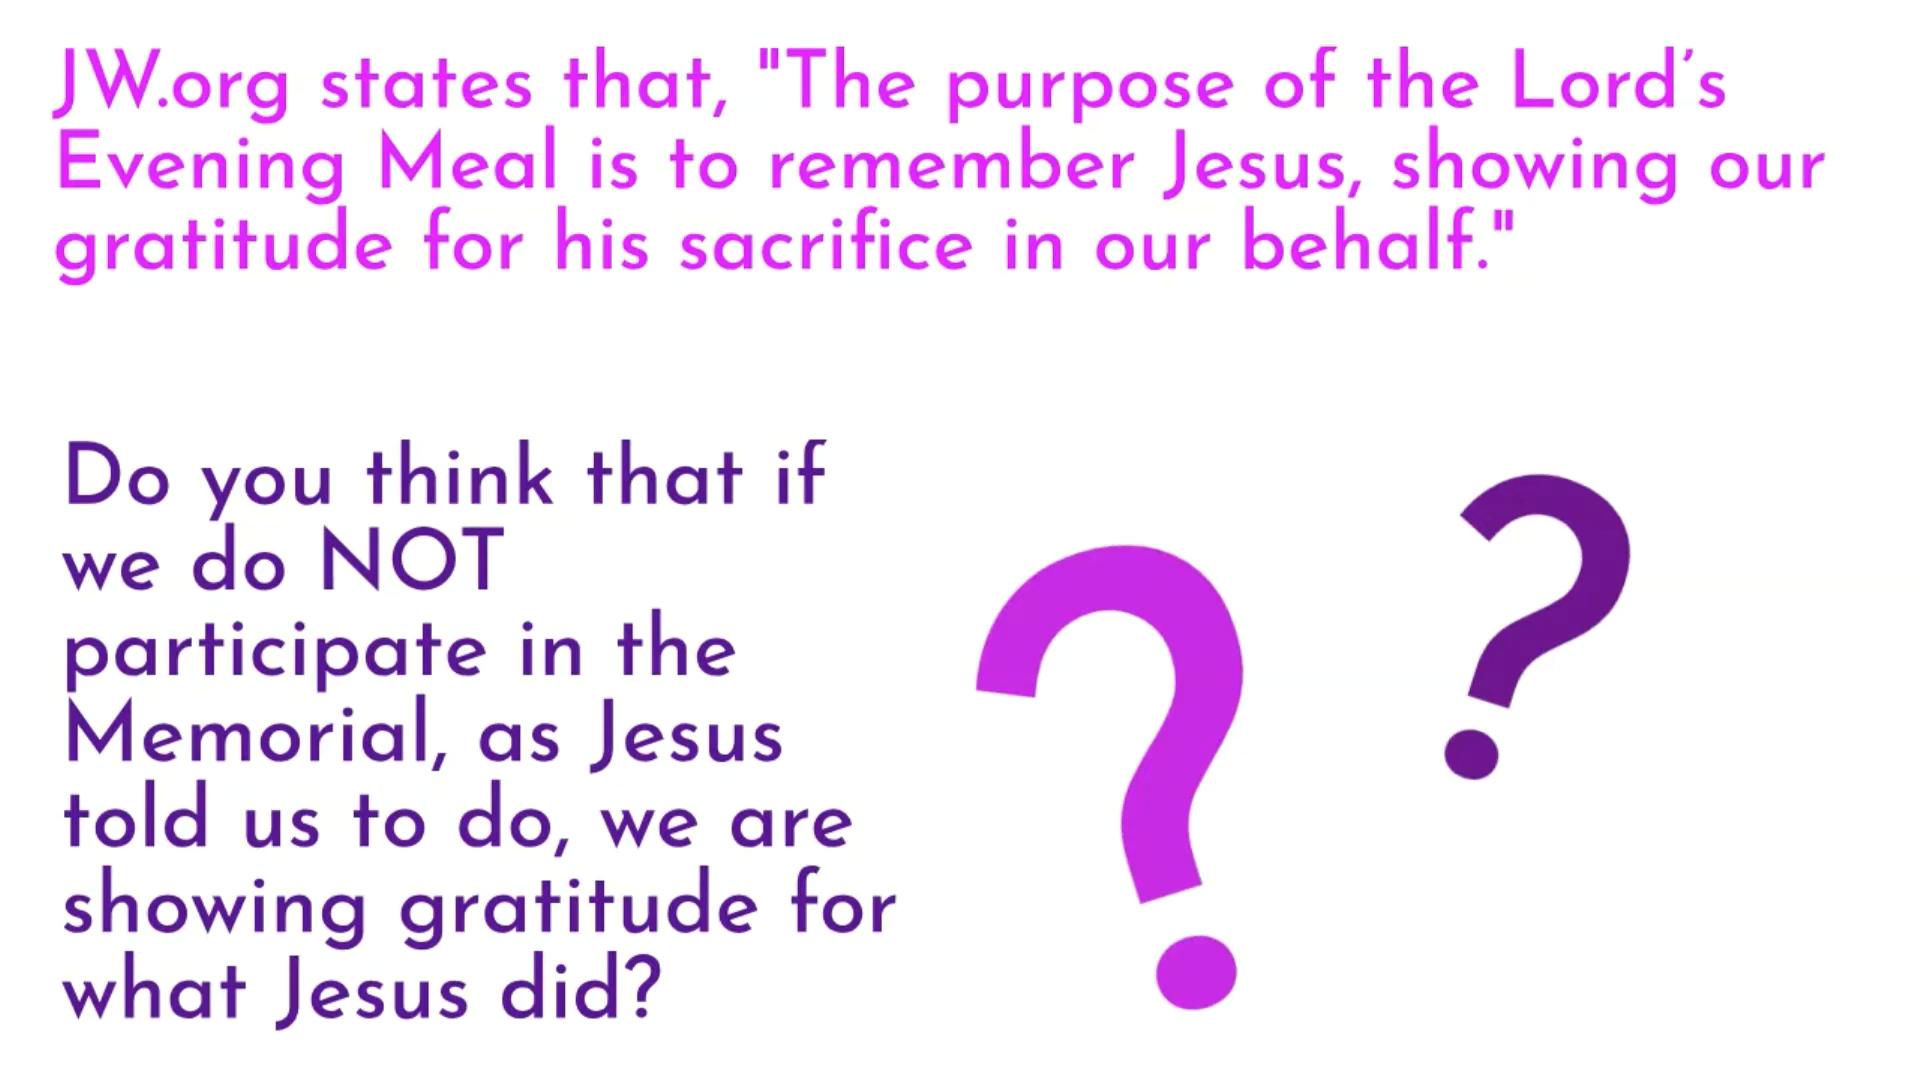 JW.org states that, "The purpose of the Lord’s
Evening Meal is to remember Jesus, showing our
gratitude for his sacrifice in our behalf."
Do you think that if
we do NOT
participate in the
Memorial, as Jesus
told us to do, we are
showing gratitude for
what Jesus did?
? ?